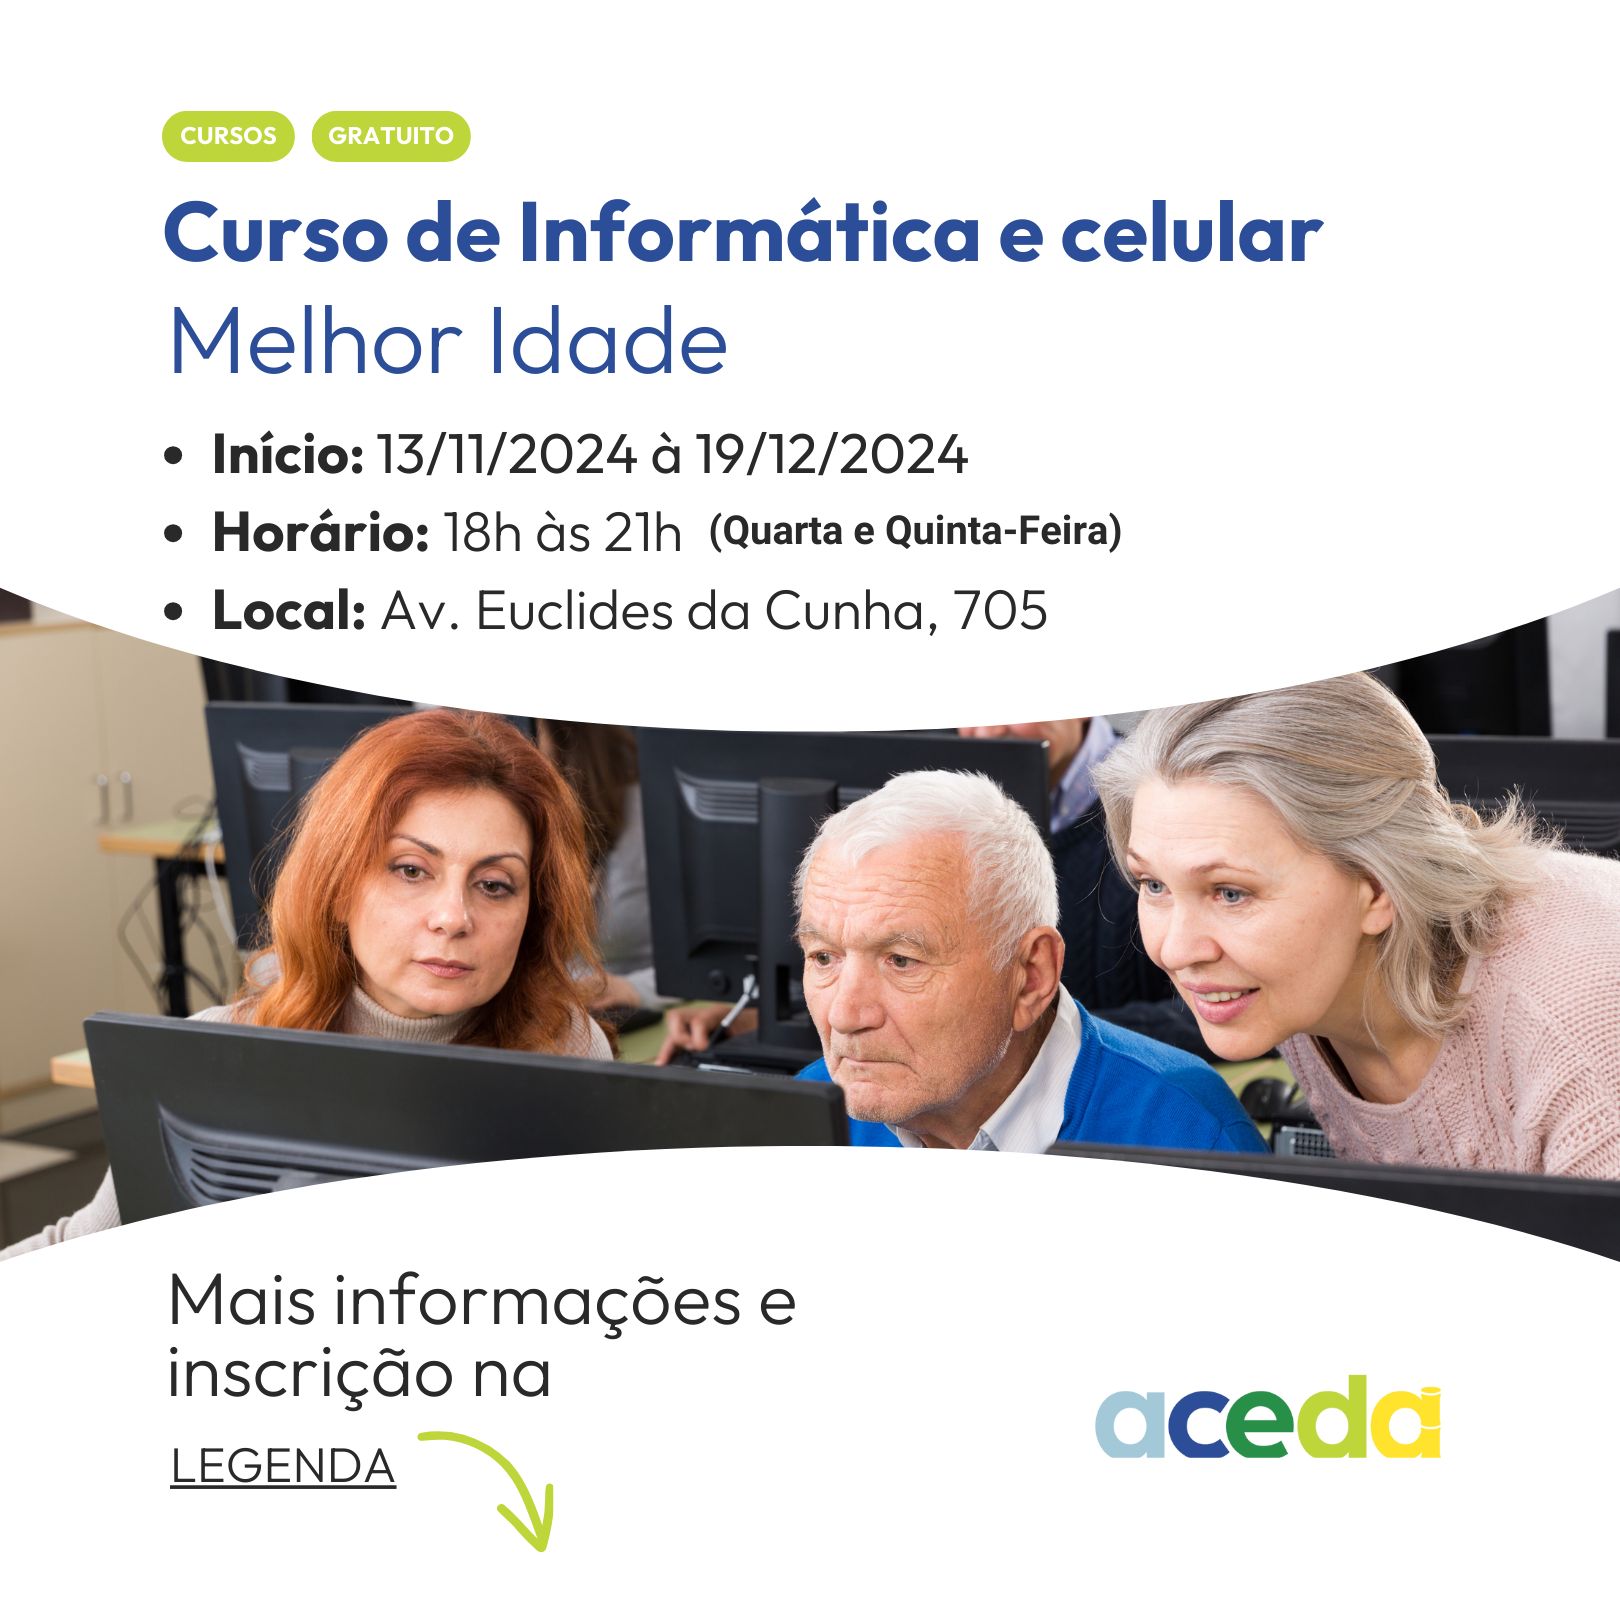 CURSOS GRATUITO
Curso de Informática e celular
Melhor Idade
• Início: 13/11/2024 à 19/12/2024
• Horário: 18h às 21h (Quarta e Quinta-Feira)
• Local: Av. Euclides da Cunha, 705
Mais informações e
inscrição na
LEGENDA
aceda